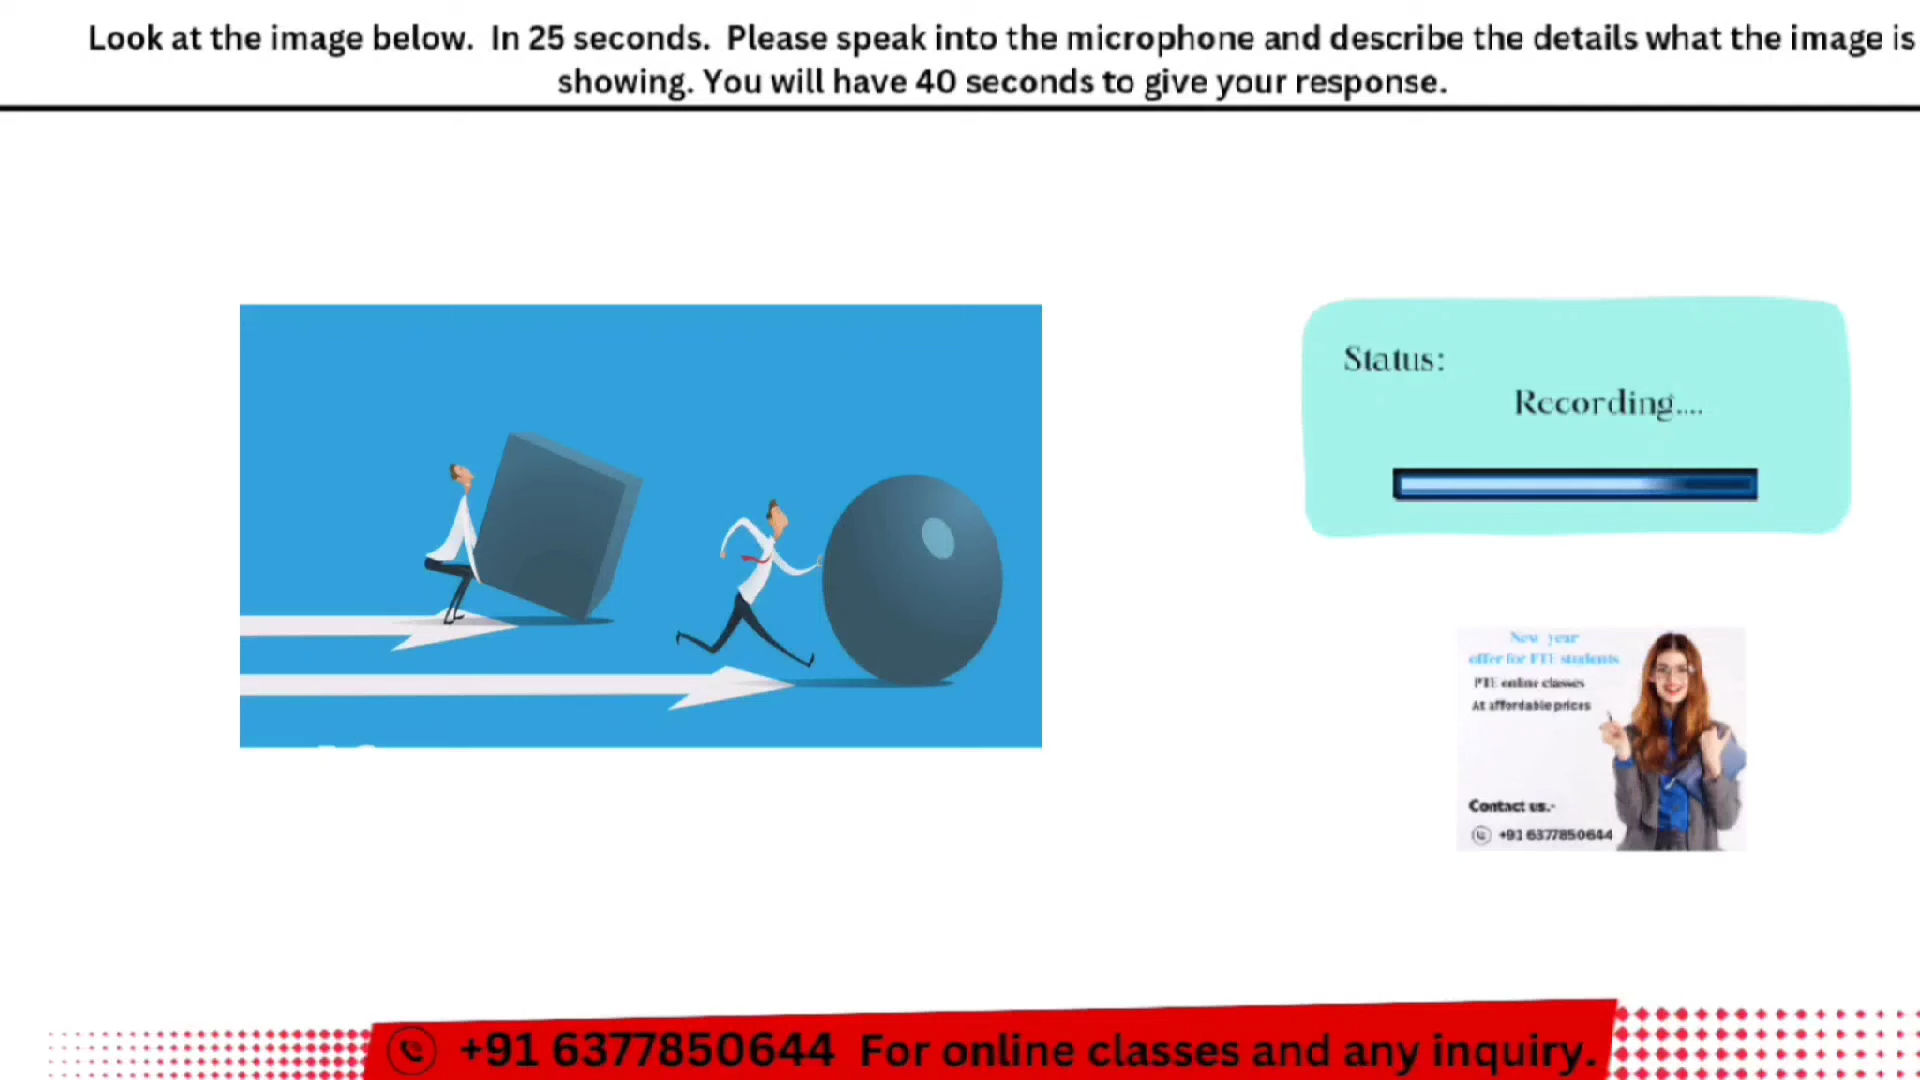 Look at the image below. In 25 seconds. Please speak into the microphone and describe the details what the image is
showing. You will have 40 seconds to give your response.
Status:
Recording....
New year
offer for PTE students
PTE online classes
At affordable prices
Contact us.-
+91 6377850644
+91 6377850644 For online classes and any inquiry.